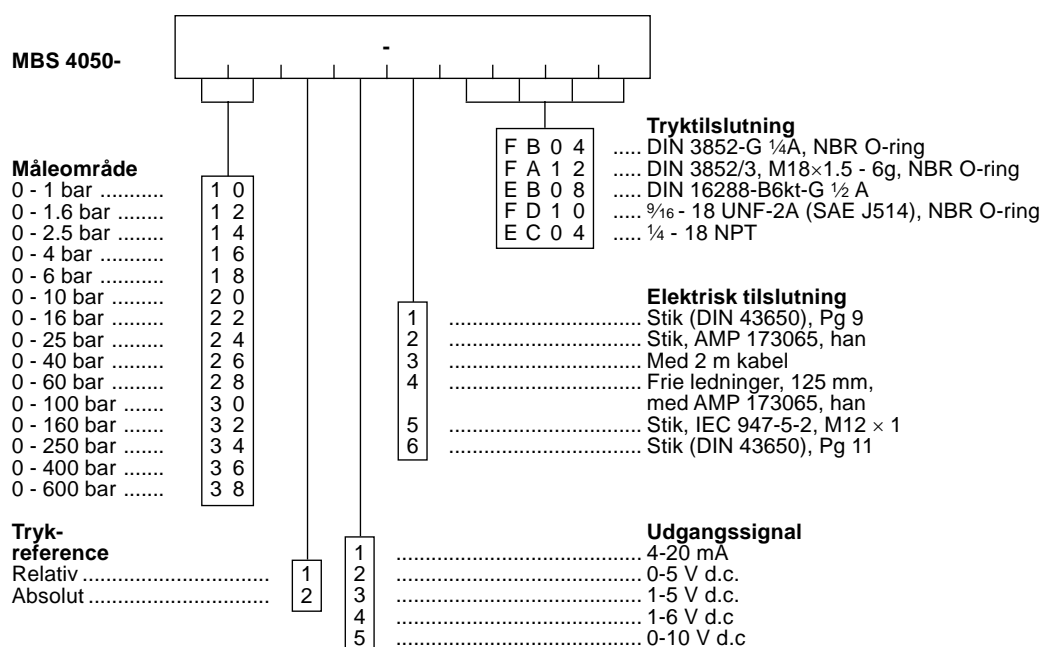 MBS 4050-
-
Tryktilslutning
F B 0 4 ..... DIN 3852-G ¼A, NBR O-ring
F A 1 2 ..... DIN 3852/3, M18×1.5 - 6g, NBR O-ring
E B 0 8 ..... DIN 16288-B6kt-G ½ A
F D 1 0 ..... 9⁄16 - 18 UNF-2A (SAE J514), NBR O-ring
E C 0 4 ..... ¼ - 18 NPT
Måleområde
0 - 1 bar ........... 1 0
0 - 1.6 bar ........ 1 2
0 - 2.5 bar ........ 1 4
0 - 4 bar ........... 1 6
0 - 6 bar ........... 1 8
0 - 10 bar ......... 2 0
0 - 16 bar ......... 2 2
0 - 25 bar ......... 2 4
0 - 40 bar ......... 2 6
0 - 60 bar ......... 2 8
0 - 100 bar ....... 3 0
0 - 160 bar ....... 3 2
0 - 250 bar ....... 3 4
0 - 400 bar ....... 3 6
0 - 600 bar ....... 3 8
Elektrisk tilslutning
1 ................................. Stik (DIN 43650), Pg 9
2 ................................. Stik, AMP 173065, han
3 ................................. Med 2 m kabel
4 ................................. Frie ledninger, 125 mm,
med AMP 173065, han
5 ................................. Stik, IEC 947-5-2, M12 × 1
6 ................................. Stik (DIN 43650), Pg 11
Tryk-
reference
Relativ ................................ 1
Absolut ............................... 2
Udgangssignal
1 .......................................... 4-20 mA
2 .......................................... 0-5 V d.c.
3 .......................................... 1-5 V d.c.
4 .......................................... 1-6 V d.c.
5 .......................................... 0-10 V d.c